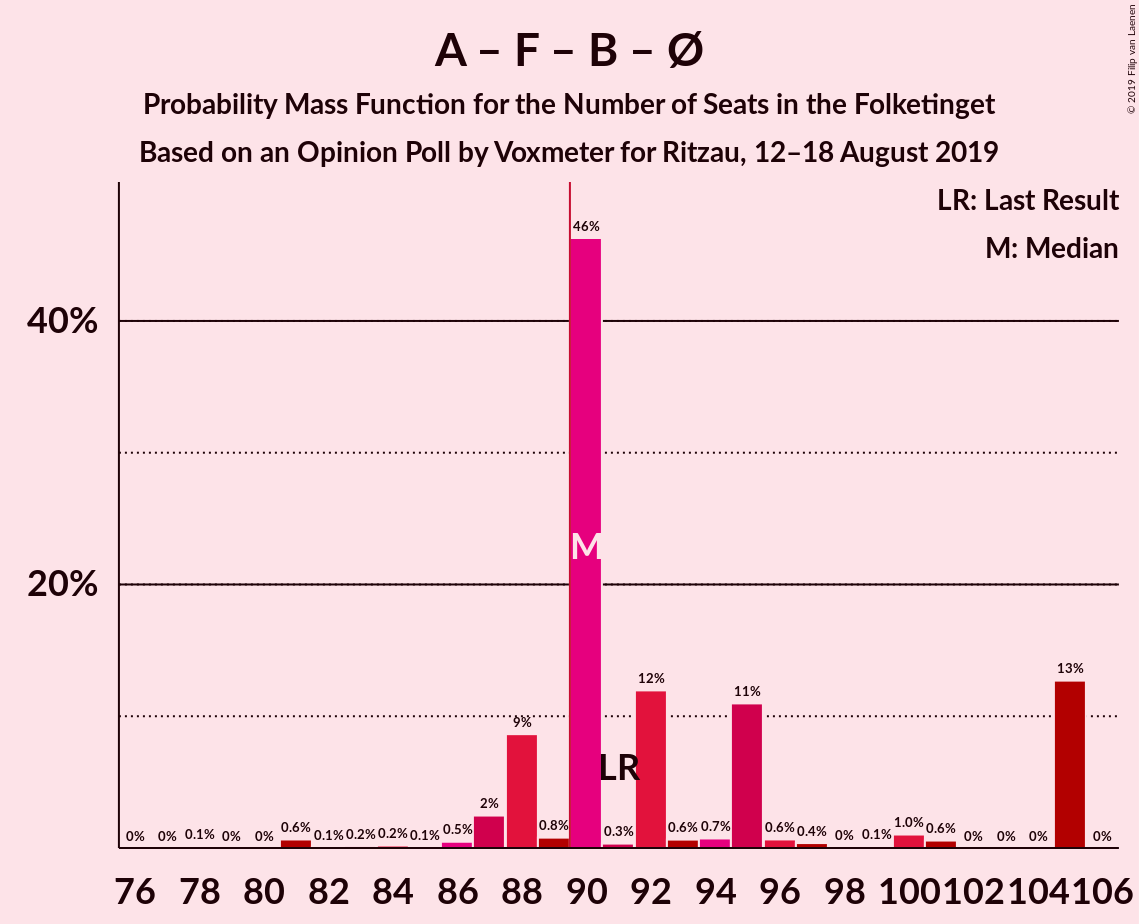 A – F – B – Ø
Probability Mass Function for the Number of Seats in the Folketinget
Based on an Opinion Poll by Voxmeter for Ritzau, 12–18 August 2019
© 2019 Filip van Laenen
LR: Last Result
M: Median
40%
20%
0% 0% 0.1% 0% 0% 0.6% 0.1% 0.2% 0.2% 0.1% 0.5% 2% 9% 0.8% 46% 0.3% 12% 0.6% 0.7% 11% 0.6% 0.4% 0% 0.1% 1.0% 0.6% 0% 0% 0% 13% 0%
M
LR
76 78 80 82 84 86 88 90 92 94 96 98 100 102 104 106